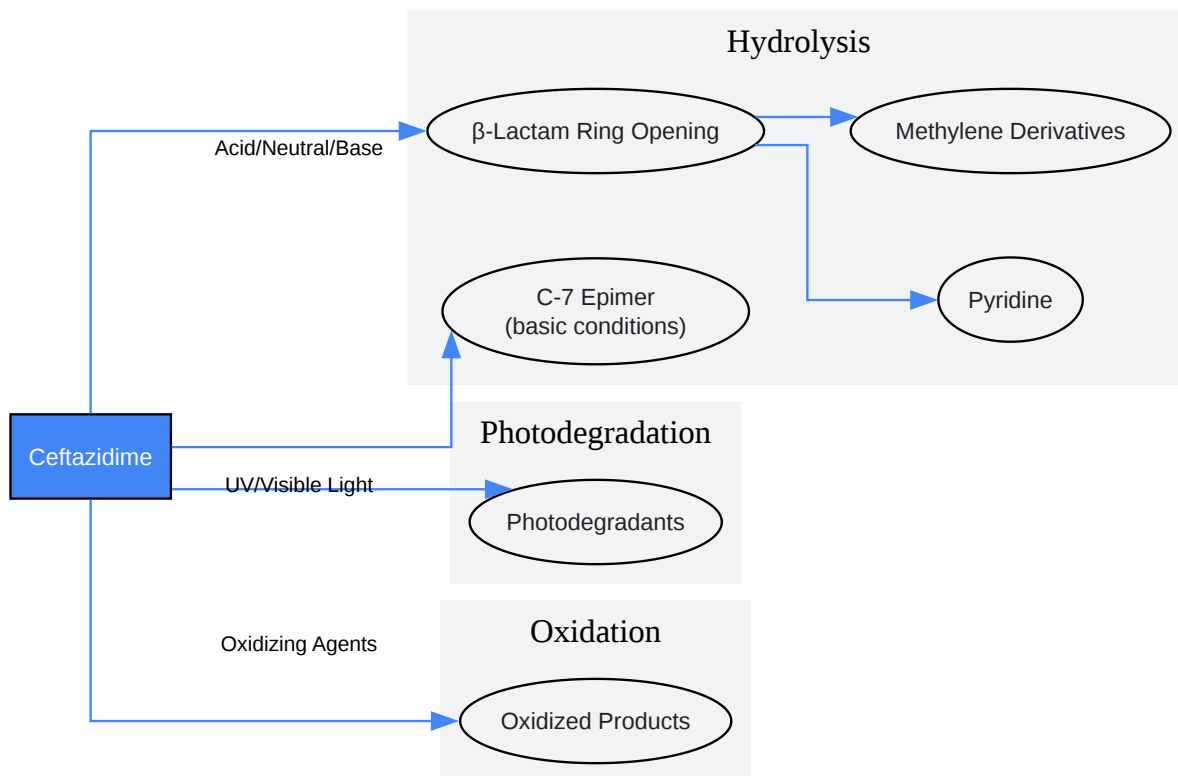 Hydrolysis
β-Lactam Ring Opening
Methylene Derivatives
Acid/Neutral/Base
C-7 Epimer
(basic conditions)
Pyridine
Ceftazidime
Photodegradation
UV/Visible Light
Photodegradants
Oxidation
Oxidizing Agents
Oxidized Products